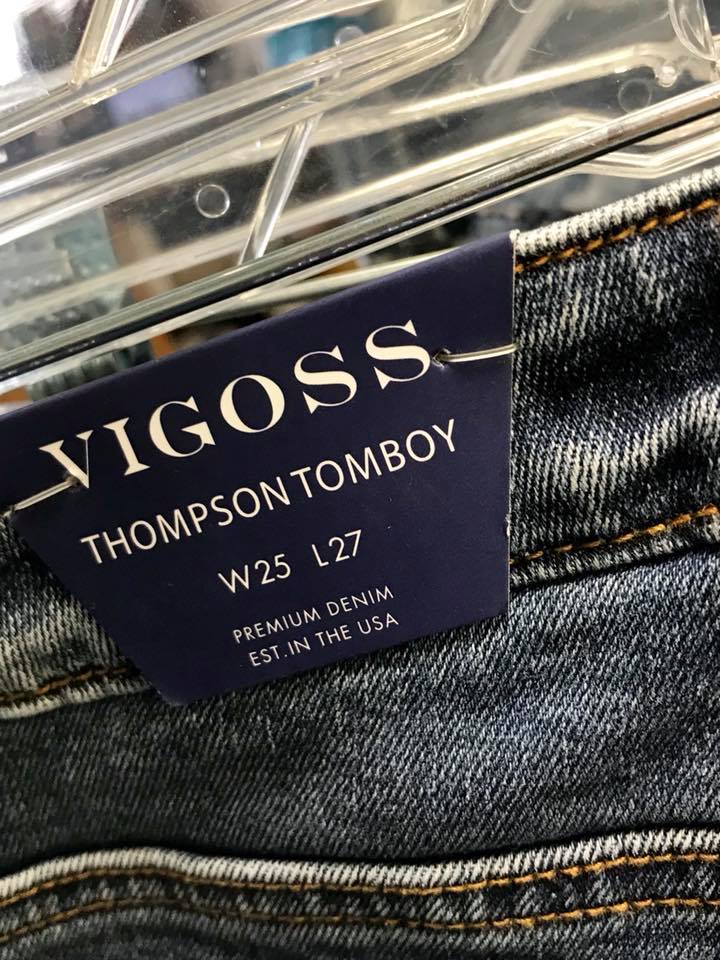 VIGOSS
THOMPSON TOMBOY
W25 L27
PREMIUM DENIM
EST. IN THE USA